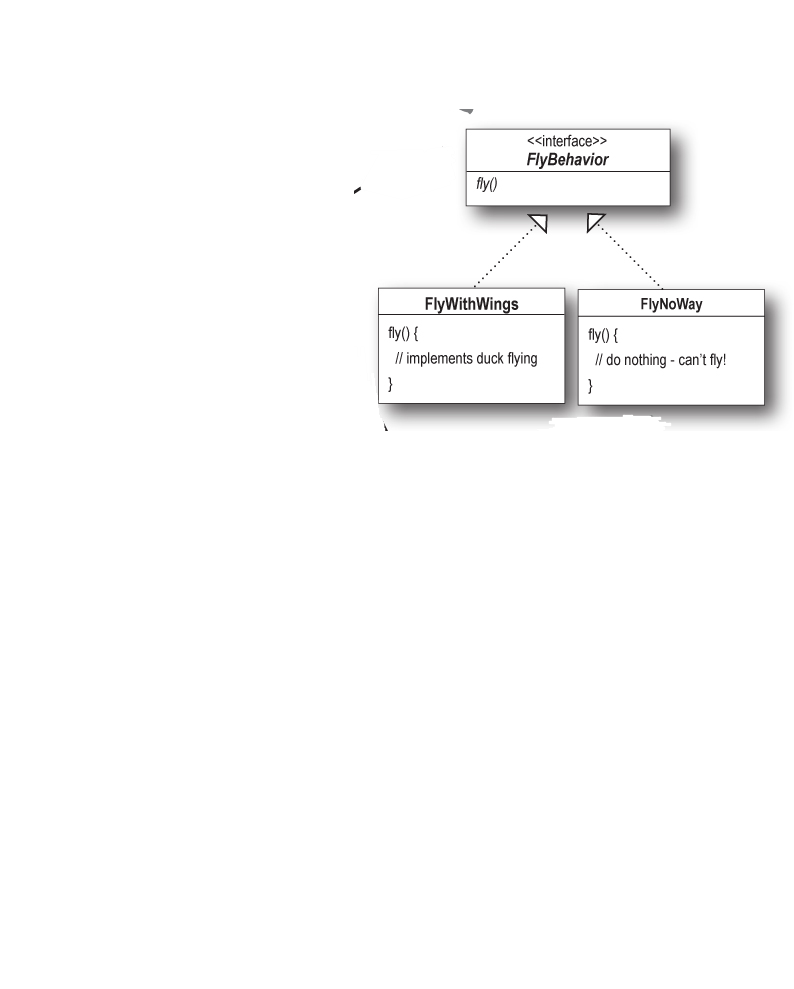 <<interface>>
FlyBehavior
fly()
FlyWithWings
fly() {
// implements duck flying
}
FlyNoWay
fly() {
// do nothing - can’t fly!
}